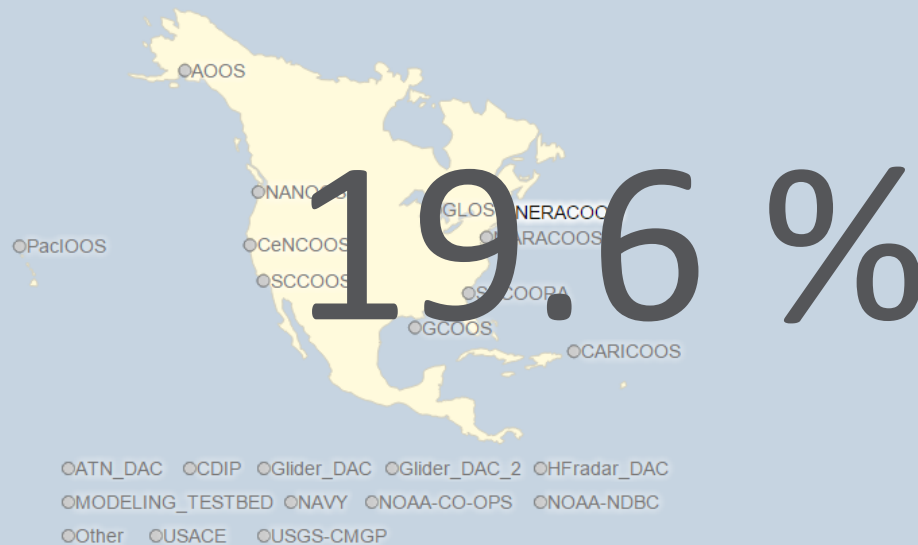 AOOS
NANOOS
GLOS
NERACOO
PacIOOS
CeNCOOS
MARACOOS
SCCOOS
SECOORA
19.6 %
GCOOS
CARICOOS
ATN_DAC CDIP Glider_DAC Glider_DAC_2 HFradar_DAC
MODELING_TESTBED NAVY NOAA-CO-OPS NOAA-NDBC
Other USACE USGS-CMGP